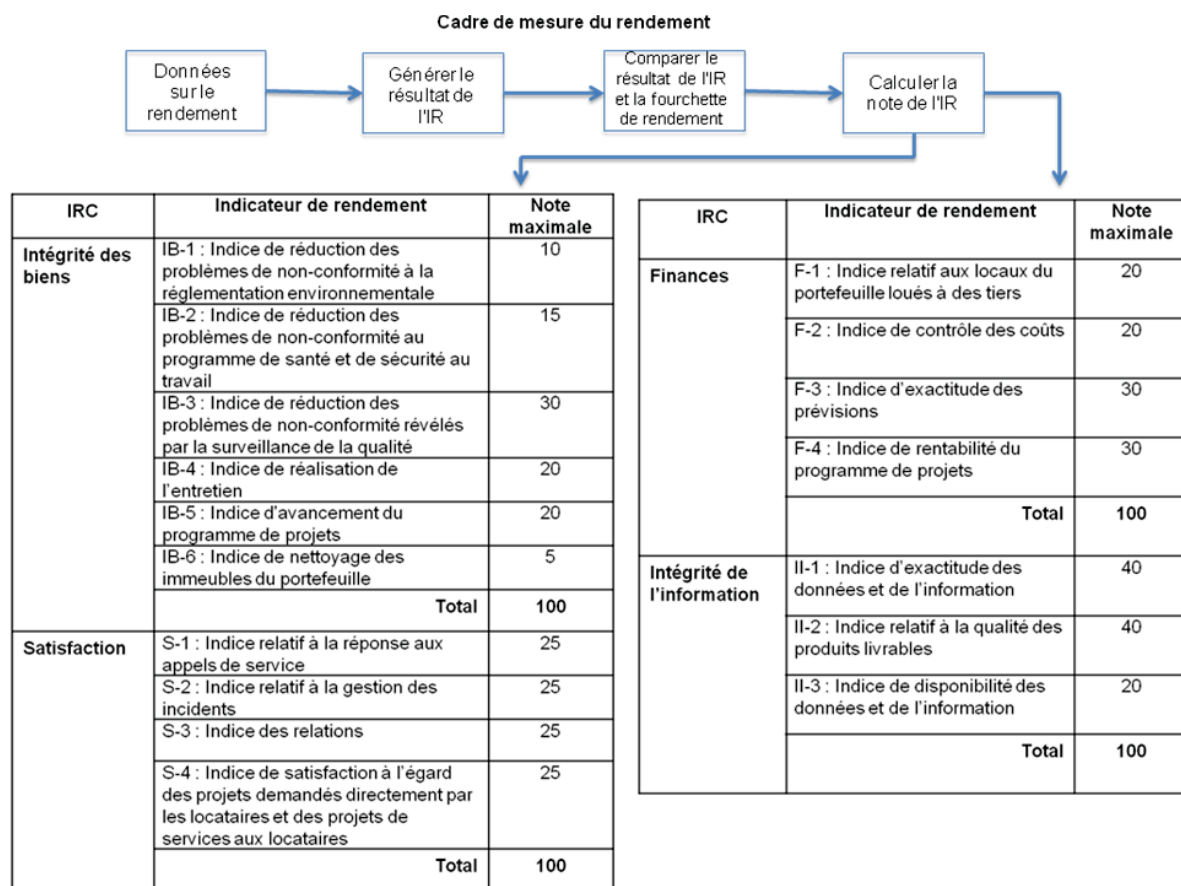 Cadre de mesure du rendement
Données
sur le
rendement
Générer le
résultat de
l'IR
Comparer le
résultat de l'IR
et la fourchette
de rendement
Calculer la
note de l'IR
IRC
Indicateur de rendement
Note
maximale
Intégrité des
biens
IB-1 : Indice de réduction des
problèmes de non-conformité à la
réglementation environnementale
10
IB-2 : Indice de réduction des
problèmes de non-conformité au
programme de santé et de sécurité au
travail
15
IB-3 : Indice de réduction des
problèmes de non-conformité révélés
par la surveillance de la qualité
30
IB-4 : Indice de réalisation de
l'entretien
20
IB-5 : Indice d'avancement du
programme de projets
20
IB-6 : Indice de nettoyage des
immeubles du portefeuille
5
Total
100
Satisfaction
S-1 : Indice relatif à la réponse aux
appels de service
25
S-2 : Indice relatif à la gestion des
incidents
25
S-3 : Indice des relations
25
S-4 : Indice de satisfaction à l'égard
des projets demandés directement par
les locataires et des projets de
services aux locataires
25
Total
100
IRC
Indicateur de rendement
Note
maximale
Finances
F-1 : Indice relatif aux locaux du
portefeuille loués à des tiers
20
F-2 : Indice de contrôle des coûts
20
F-3 : Indice d'exactitude des
prévisions
30
F-4 : Indice de rentabilité du
programme de projets
30
Total
100
Intégrité de
l'information
II-1 : Indice d'exactitude des
données et de l'information
40
II-2 : Indice relatif à la qualité des
produits livrables
40
II-3 : Indice de disponibilité des
données et de l'information
20
Total
100